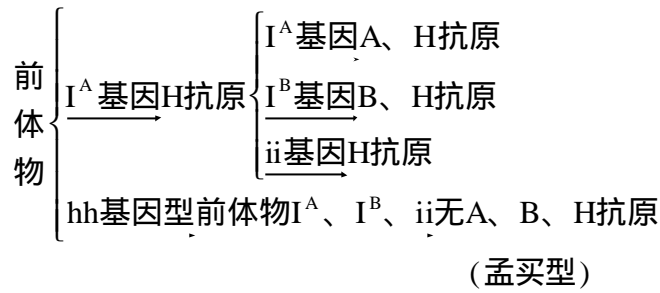 I^A基因A、H抗原
前体物
I^A基因H抗原
I^B基因B、H抗原
ii基因H抗原
hh基因型前体物I^A、I^B、ii无A、B、H抗原
(孟买型)